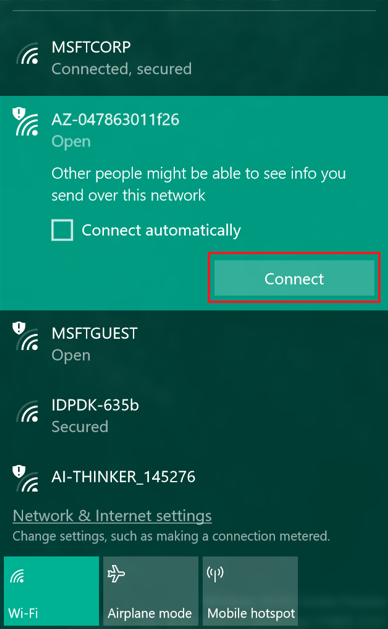 MSFTCORP
Connected, secured
AZ-047863011f26
Open
Other people might be able to see info you
send over this network
Connect automatically
Connect
MSFTGUEST
Open
IDPDK-635b
Secured
AI-THINKER_145276
Network & Internet settings
Change settings, such as making a connection metered.
Wi-Fi
Airplane mode
Mobile hotspot